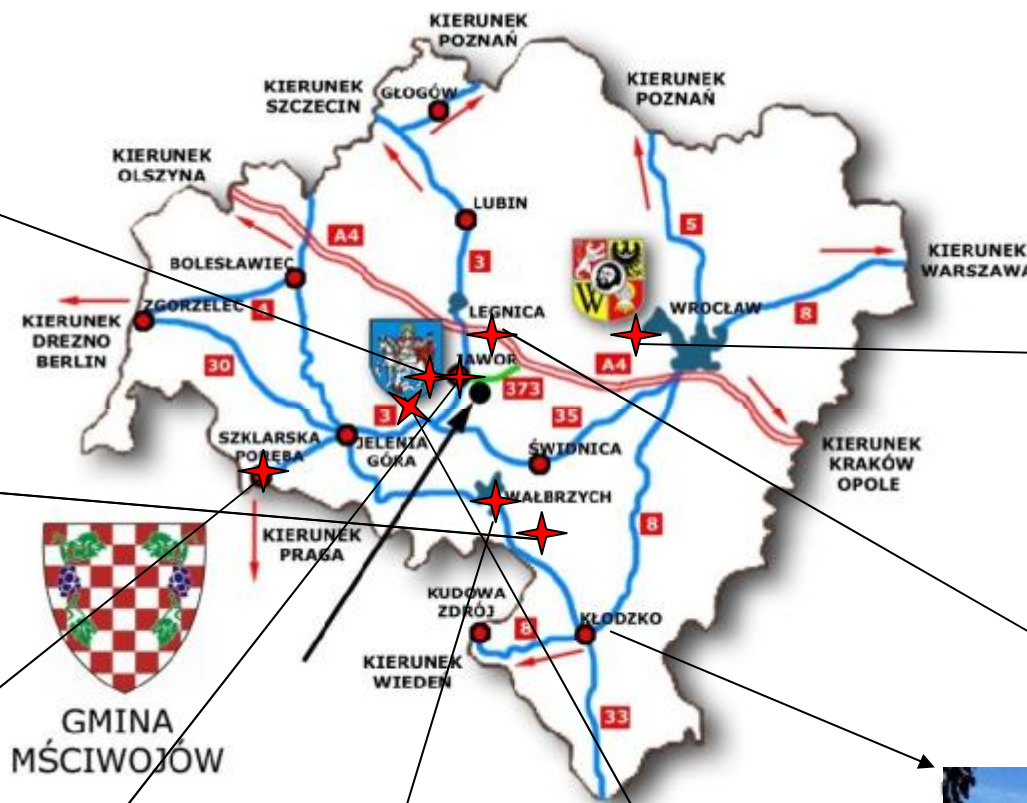 KIERUNEK
POZNAŃ
KIERUNEK
SZCZECIN
GŁOGÓW
KIERUNEK
POZNAŃ
KIERUNEK
OLSZYNA
LUBIN
A4
3
5
BOLESŁAWIEC
KIERUNEK
WARSZAWA
ZGORZELEC
4
LEGNICA
W
WROCŁAW
8
KIERUNEK
DREZNO
BERLIN
30
JAWOR
373
A4
3
35
SZKLARSKA
PORĘBA
JELENIA
GÓRA
ŚWIDNICA
KIERUNEK
KRAKÓW
OPOLE
WAŁBRZYCH
8
KIERUNEK
PRAGA
KUDOWA
ZDRÓJ
8
KŁODZKO
KIERUNEK
WIEDEŃ
33
GMINA
MŚCIWOJÓW